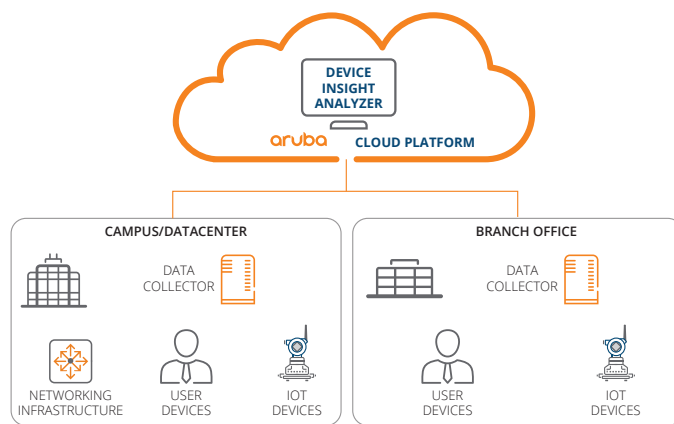 DEVICE
INSIGHT
ANALYZER
aruba CLOUD PLATFORM
CAMPUS/DATACENTER
DATA
COLLECTOR
NETWORKING
INFRASTRUCTURE
USER
DEVICES
IOT
DEVICES
BRANCH OFFICE
DATA
COLLECTOR
USER
DEVICES
IOT
DEVICES